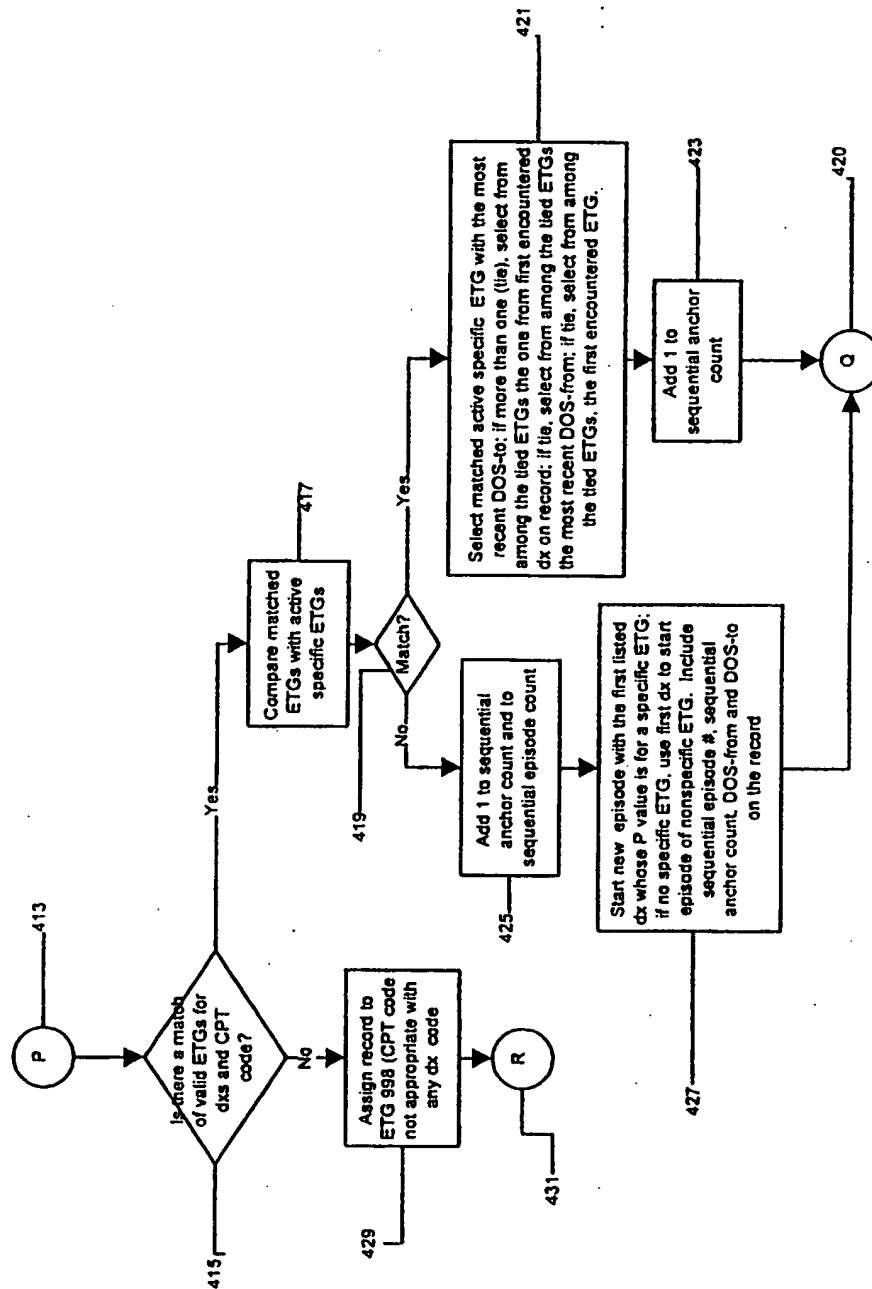 P
413
Is there a match
of valid ETGs for
dxs and CPT
code?
415
Yes
No
Assign record to
ETG 998 (CPT code
not appropriate with
any dx code
429
R
431
Compare matched
ETGs with active
specific ETGs
417
Match?
419
Yes
No
Add 1 to sequential
anchor count and to
sequential episode count
425
Start new episode with the first listed
dx whose P value is for a specific ETG;
if no specific ETG, use first dx to start
episode of nonspecific ETG. Include
sequential episode #, sequential
anchor count, DOS-from and DOS-to
on the record
427
Select matched active specific ETG with the most
recent DOS-to; if more than one (tie), select from
among the tied ETGs the one from first encountered
dx on record; if tie, select from among the tied ETGs
the most recent DOS-from; if tie, select from among
the tied ETGs, the first encountered ETG.
421
Add 1 to
sequential anchor
count
423
Q
420